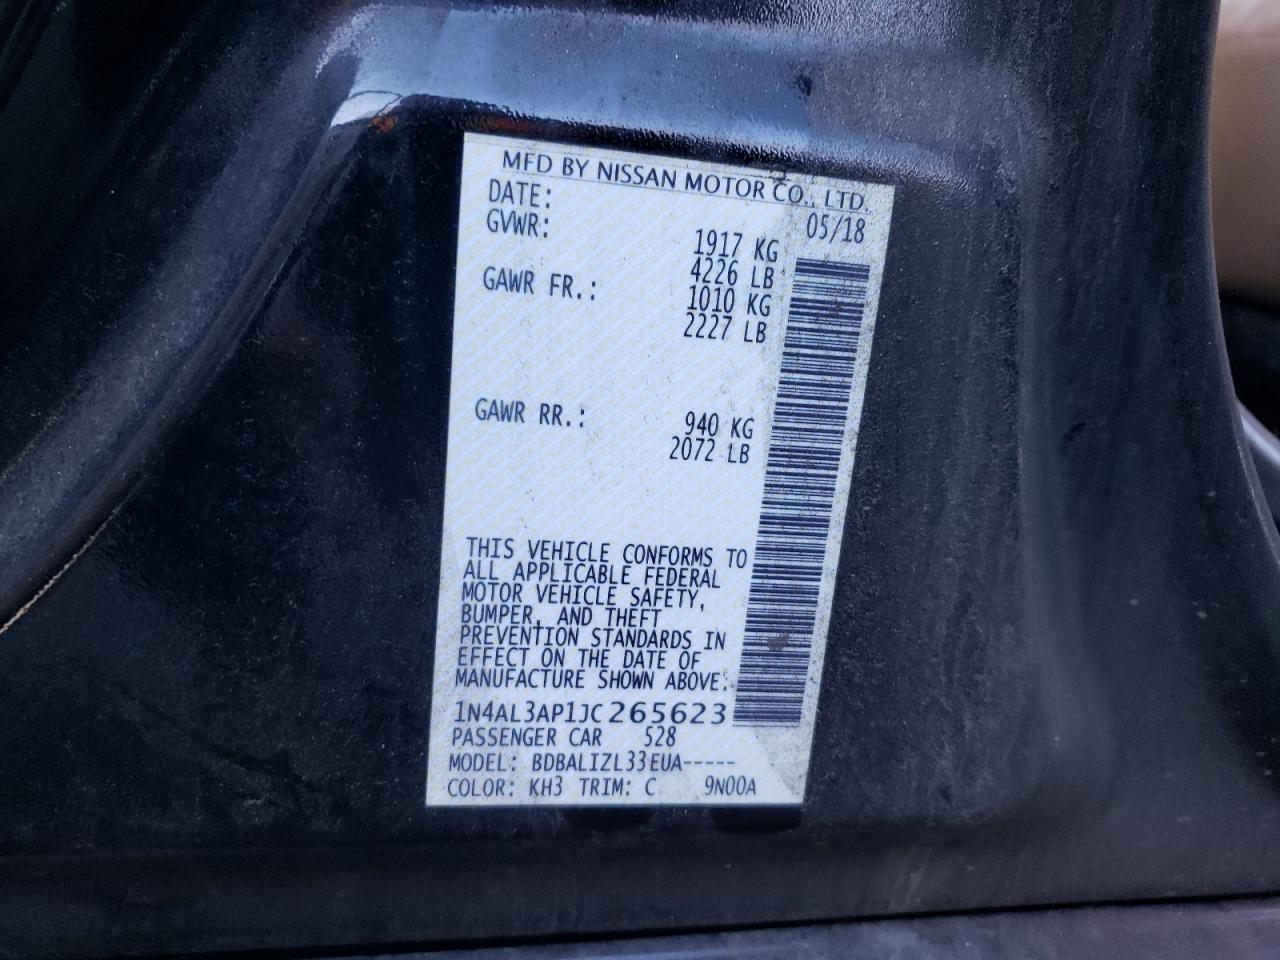 MFD BY NISSAN MOTOR CO., LTD.
DATE: 05/18
GVWR: 1917 KG
4226 LB
GAWR FR.: 1010 KG
2227 LB
GAWR RR.: 940 KG
2072 LB
THIS VEHICLE CONFORMS TO
ALL APPLICABLE FEDERAL
MOTOR VEHICLE SAFETY,
BUMPER, AND THEFT
PREVENTION STANDARDS IN
EFFECT ON THE DATE OF
MANUFACTURE SHOWN ABOVE.
1N4AL3AP1JC265623
PASSENGER CAR 528
MODEL: BDBALIZL33EUA-----
COLOR: KH3 TRIM: C 9N00A